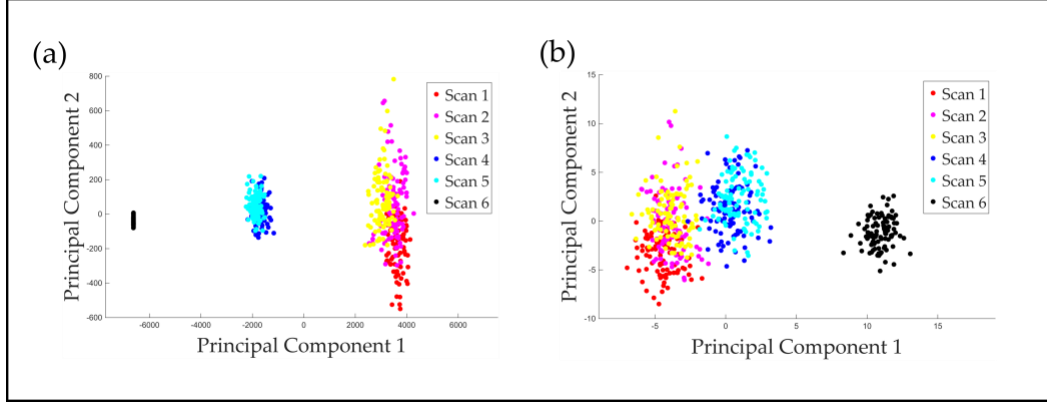 (a)
Principal Component 2
800
600
400
200
0
-200
-400
-600
-6000 -4000 -2000 0 2000 4000 6000
Principal Component 1
Scan 1
Scan 2
Scan 3
Scan 4
Scan 5
Scan 6
(b)
Principal Component 2
15
10
5
0
-5
-10
-5 0 5 10 15
Principal Component 1
Scan 1
Scan 2
Scan 3
Scan 4
Scan 5
Scan 6